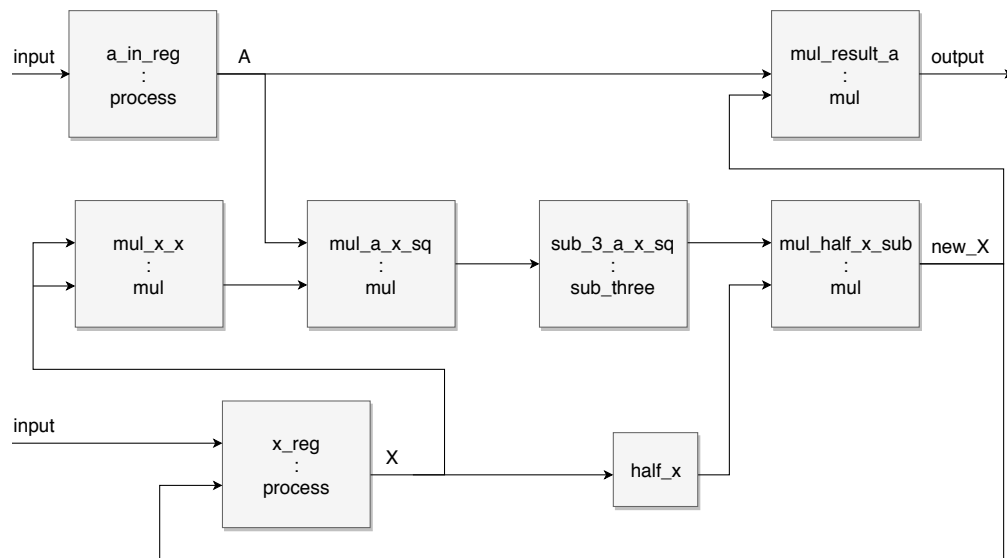 input
a_in_reg
:
process
A
mul_result_a
:
mul
output
mul_x_x
:
mul
mul_a_x_sq
:
mul
sub_3_a_x_sq
:
sub_three
mul_half_x_sub
:
mul
new_X
input
x_reg
:
process
X
half_x